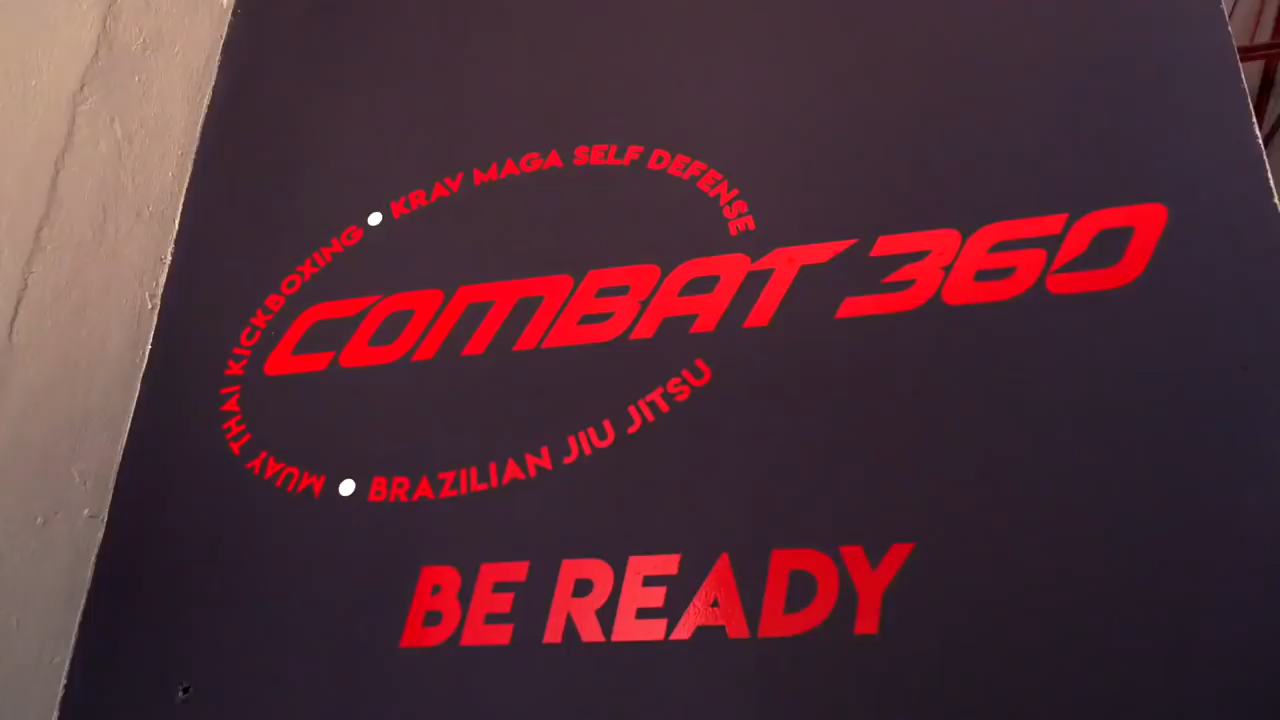 MUAY THAI KICKBOXING • KRAV MAGA SELF DEFENSE
COMBAT 360
• BRAZILIAN JIU JITSU
BE READY